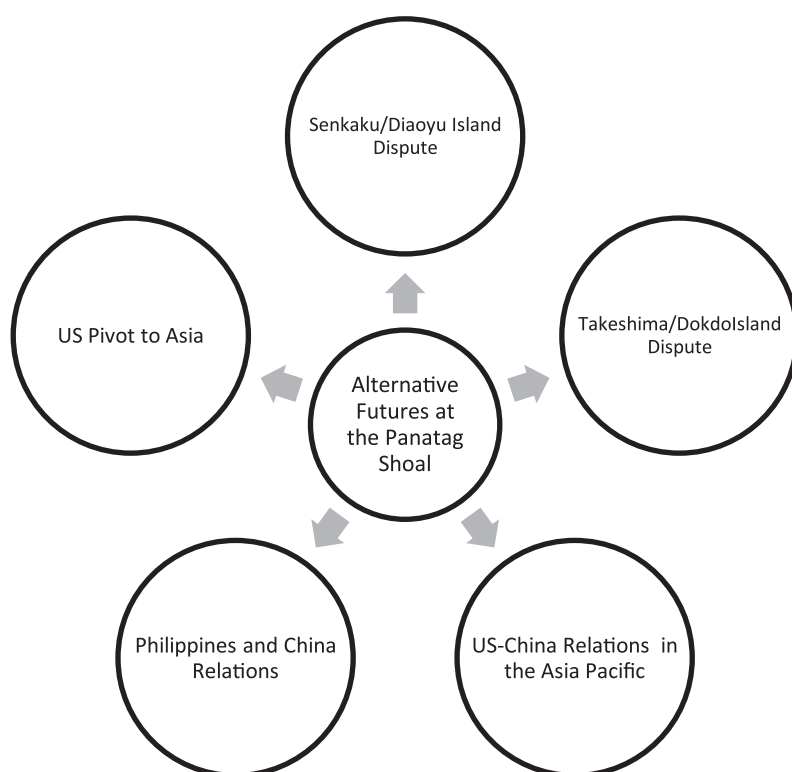 Senkaku/Diaoyu Island
Dispute
US Pivot to Asia
Takeshima/DokdoIsland
Dispute
Alternative
Futures at
the Panatag
Shoal
Philippines and China
Relations
US-China Relations  in
the Asia Pacific